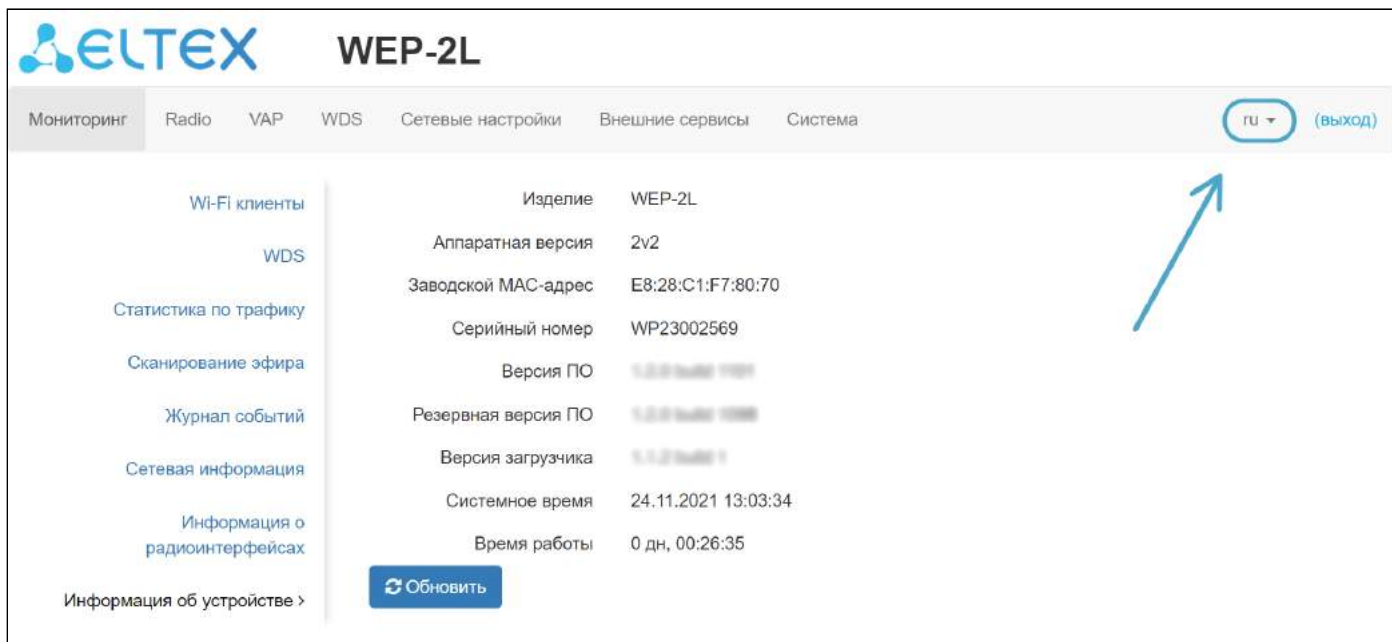 ELTEX WEP-2L
Мониторинг Radio VAP WDS Сетевые настройки Внешние сервисы Система ru (выход)
Wi-Fi клиенты
WDS
Статистика по трафику
Сканирование эфира
Журнал событий
Сетевая информация
Информация о
радиоинтерфейсах
Информация об устройстве >
Изделие WEP-2L
Аппаратная версия 2v2
Заводской MAC-адрес E8:28:C1:F7:80:70
Серийный номер WP23002569
Версия ПО
Резервная версия ПО
Версия загрузчика
Системное время 24.11.2021 13:03:34
Время работы 0 дн, 00:26:35
Обновить